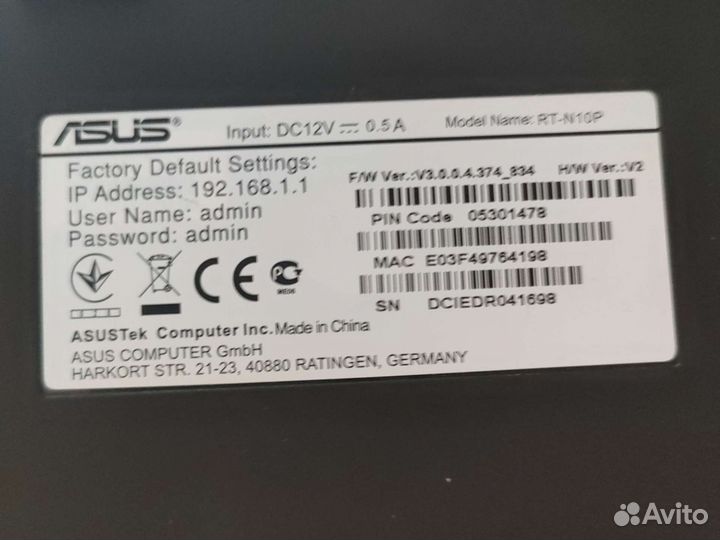 ASUS® Input: DC12V ⎓ 0.5A Model Name: RT-N10P
Factory Default Settings:
IP Address: 192.168.1.1
User Name: admin
Password: admin
F/W Ver.:V3.0.0.4.374_834 H/W Ver.:V2
PIN Code 05301478
MAC E03F49764198
SN DCIEDR041698
CE
ASUSTek Computer Inc. Made in China
ASUS COMPUTER GmbH
HARKORT STR. 21-23, 40880 RATINGEN, GERMANY
Avito